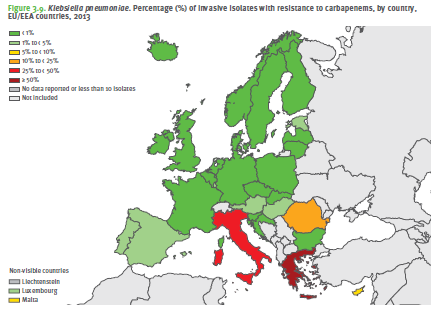 Figure 3.9. Klebsiella pneumoniae. Percentage (%) of invasive isolates with resistance to carbapenems, by country,
EU/EEA countries, 2013
< 1%
1% to < 5%
5% to < 10%
10% to < 25%
25% to < 50%
≥ 50%
No data reported or less than 10 isolates
Not included
Non-visible countries
Liechtenstein
Luxembourg
Malta